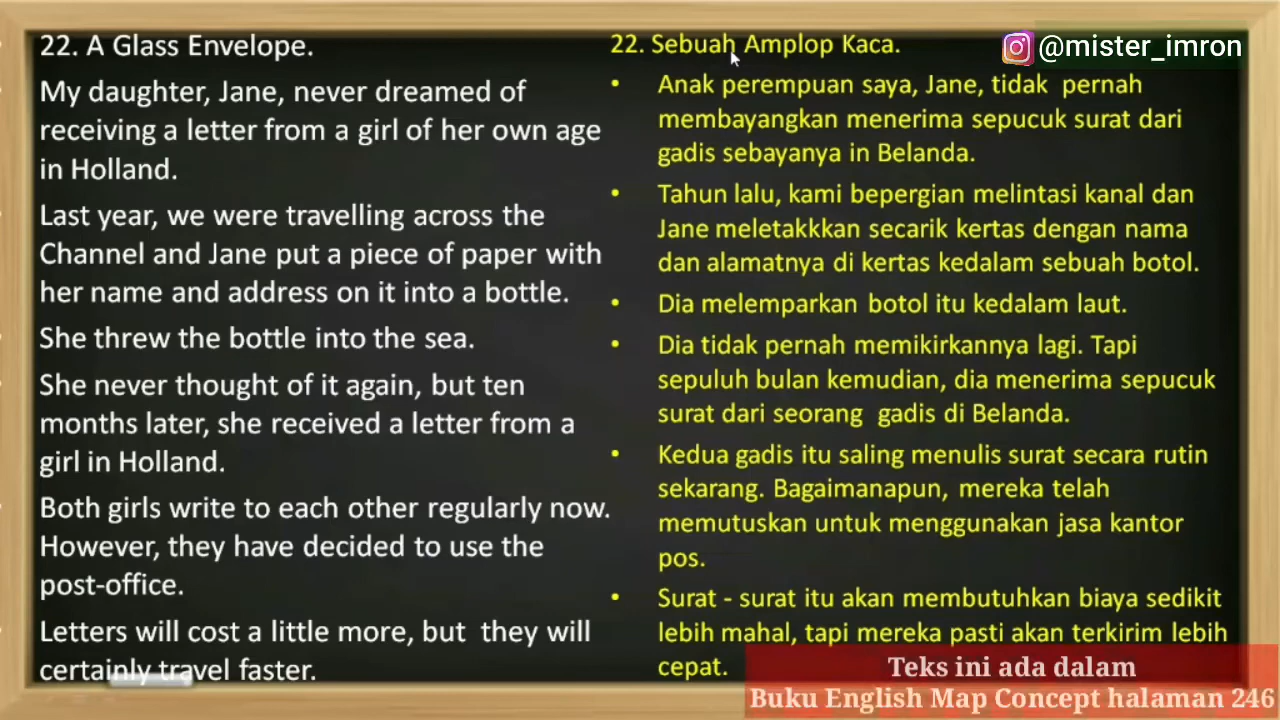 22. A Glass Envelope.
My daughter, Jane, never dreamed of
receiving a letter from a girl of her own age
in Holland.
Last year, we were travelling across the
Channel and Jane put a piece of paper with
her name and address on it into a bottle.
She threw the bottle into the sea.
She never thought of it again, but ten
months later, she received a letter from a
girl in Holland.
Both girls write to each other regularly now.
However, they have decided to use the
post-office.
Letters will cost a little more, but they will
certainly travel faster.
22. Sebuah Amplop Kaca.
• Anak perempuan saya, Jane, tidak pernah
membayangkan menerima sepucuk surat dari
gadis sebayanya in Belanda.
• Tahun lalu, kami bepergian melintasi kanal dan
Jane meletakkkan secarik kertas dengan nama
dan alamatnya di kertas kedalam sebuah botol.
• Dia melemparkan botol itu kedalam laut.
• Dia tidak pernah memikirkannya lagi. Tapi
sepuluh bulan kemudian, dia menerima sepucuk
surat dari seorang gadis di Belanda.
• Kedua gadis itu saling menulis surat secara rutin
sekarang. Bagaimanapun, mereka telah
memutuskan untuk menggunakan jasa kantor
pos.
• Surat - surat itu akan membutuhkan biaya sedikit
lebih mahal, tapi mereka pasti akan terkirim lebih
cepat.
@mister_imron
Teks ini ada dalam
Buku English Map Concept halaman 246